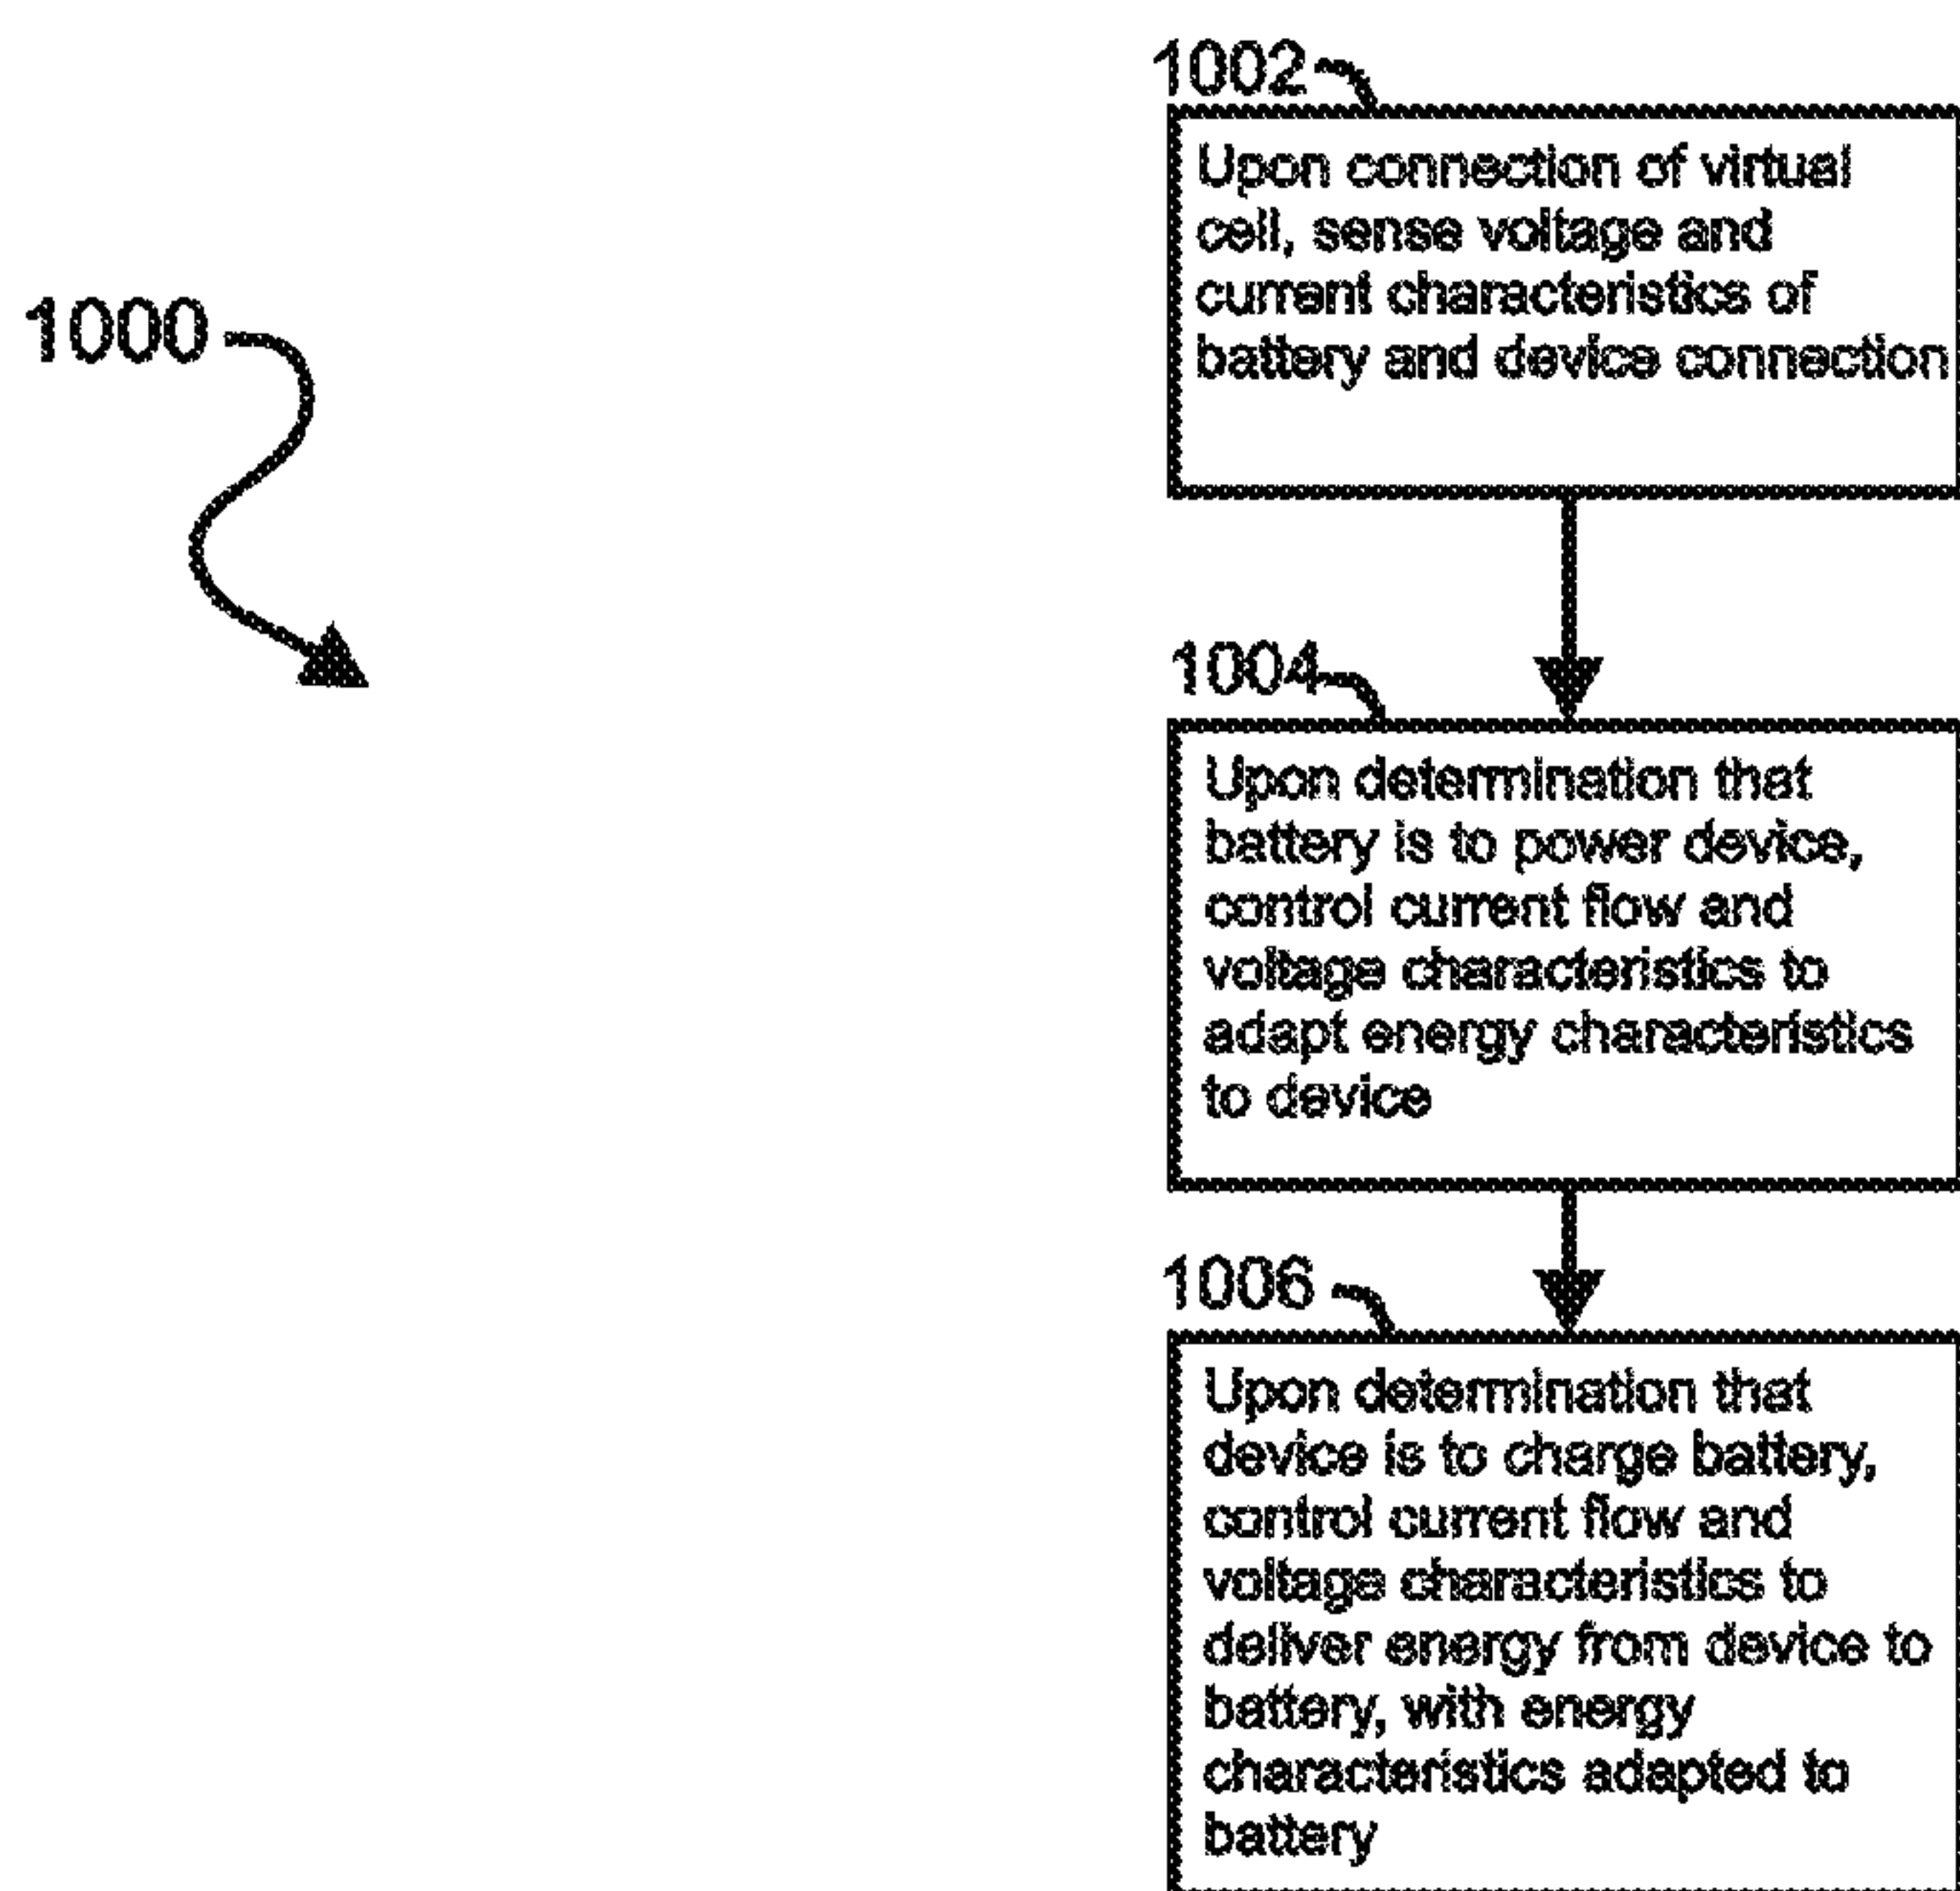 1002
Upon connection of virtual
cell, sense voltage and
current characteristics of
battery and device connection
1000
1004
Upon determination that
battery is to power device,
control current flow and
voltage characteristics to
adapt energy characteristics
to device
1006
Upon determination that
device is to charge battery,
control current flow and
voltage characteristics to
deliver energy from device to
battery, with energy
characteristics adapted to
battery